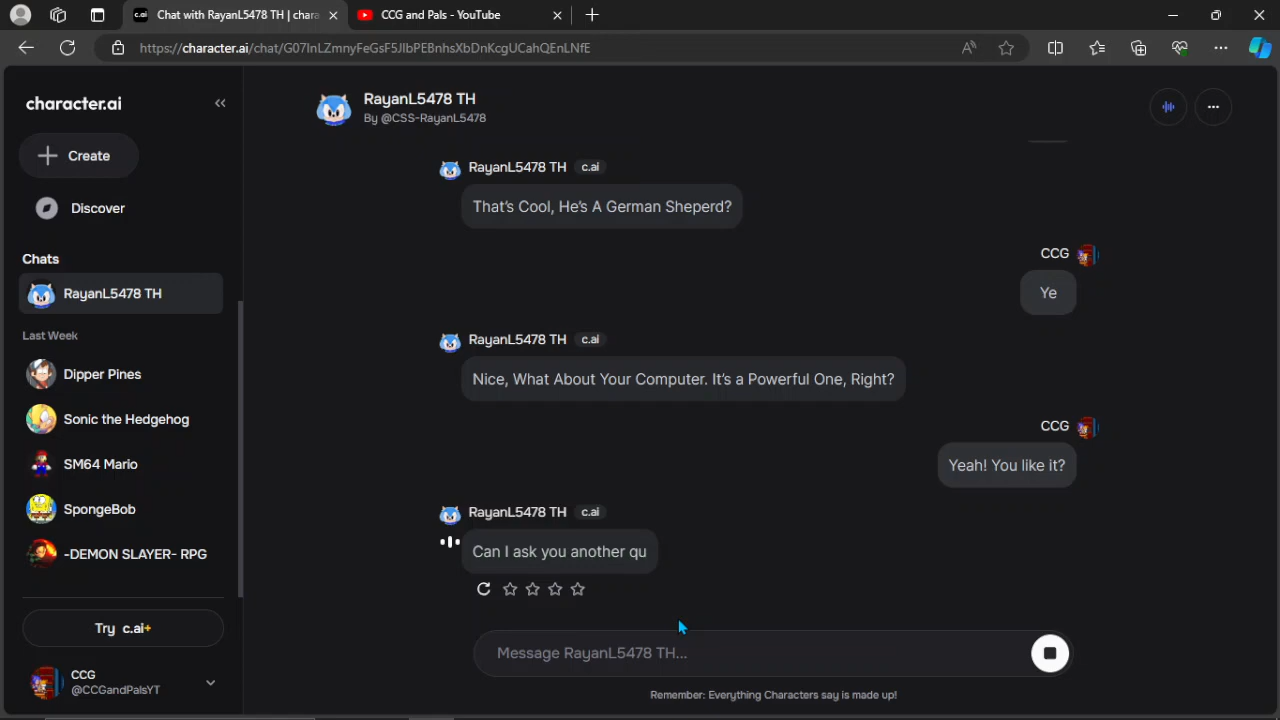 Chat with RayanL5478 TH | chara
CCG and Pals - YouTube
https://character.ai/chat/G07InLZmnyFeGsF5JIbPEBnhsXbDnKcgUCahQEnLNfE
character.ai
Create
Discover
Chats
RayanL5478 TH
Last Week
Dipper Pines
Sonic the Hedgehog
SM64 Mario
SpongeBob
-DEMON SLAYER- RPG
Try c.ai+
CCG
@CCGandPalsYT
RayanL5478 TH
By @CSS-RayanL5478
RayanL5478 TH c.ai
That's Cool, He's A German Sheperd?
CCG
Ye
RayanL5478 TH c.ai
Nice, What About Your Computer. It's a Powerful One, Right?
CCG
Yeah! You like it?
RayanL5478 TH c.ai
Can I ask you another qu
Message RayanL5478 TH...
Remember: Everything Characters say is made up!